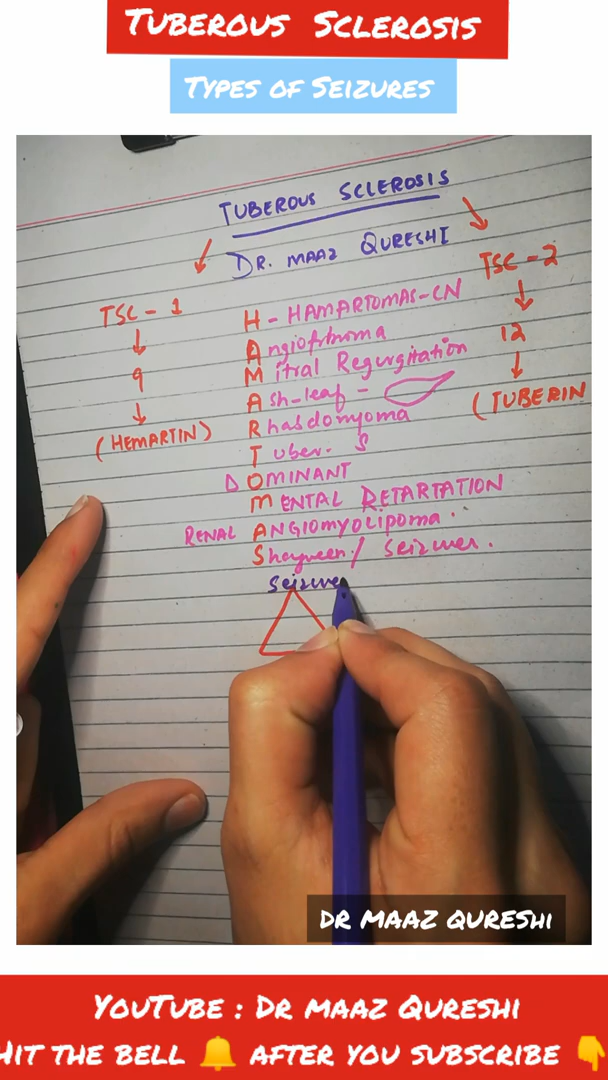 TUBEROUS SCLEROSIS
TYPES OF SEIZURES
TUBEROUS SCLEROSIS
DR. MAAZ QURESHI
TSC - 1
9
(HEMARTIN)
TSC - 2
12
(TUBERIN
H - HAMARTOMAS-CN
Angiofibroma
Mitral Regurgitation
Ash-leaf -
Rhabdomyoma
Tuber. S
DOMINANT
MENTAL RETARTATION
RENAL ANGIOMYOLIPOMA.
Shagreen / Seizures.
Seizure
DR MAAZ QURESHI
YOUTUBE : DR MAAZ QURESHI
HIT THE BELL 🔔 AFTER YOU SUBSCRIBE 👇